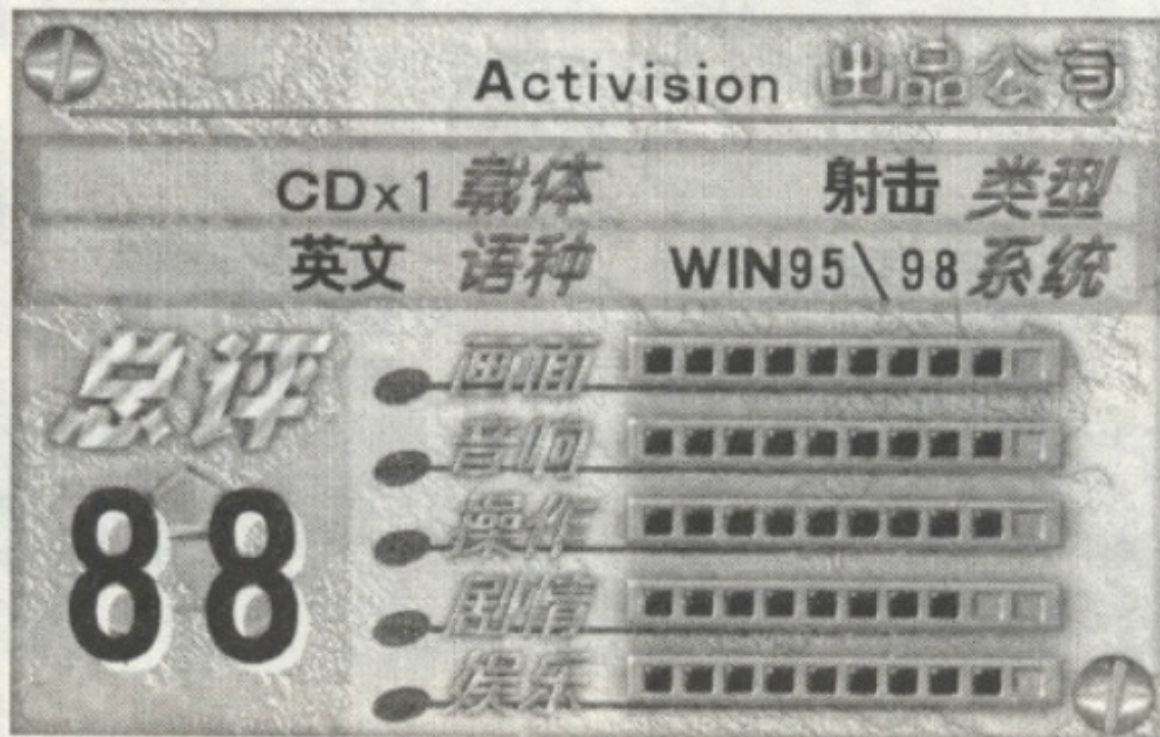 Activision 出品公司
CDx1 载体 射击 类型
英文 语种 WIN95\98 系统
总评
88
画面
音响
操作
剧情
娱乐